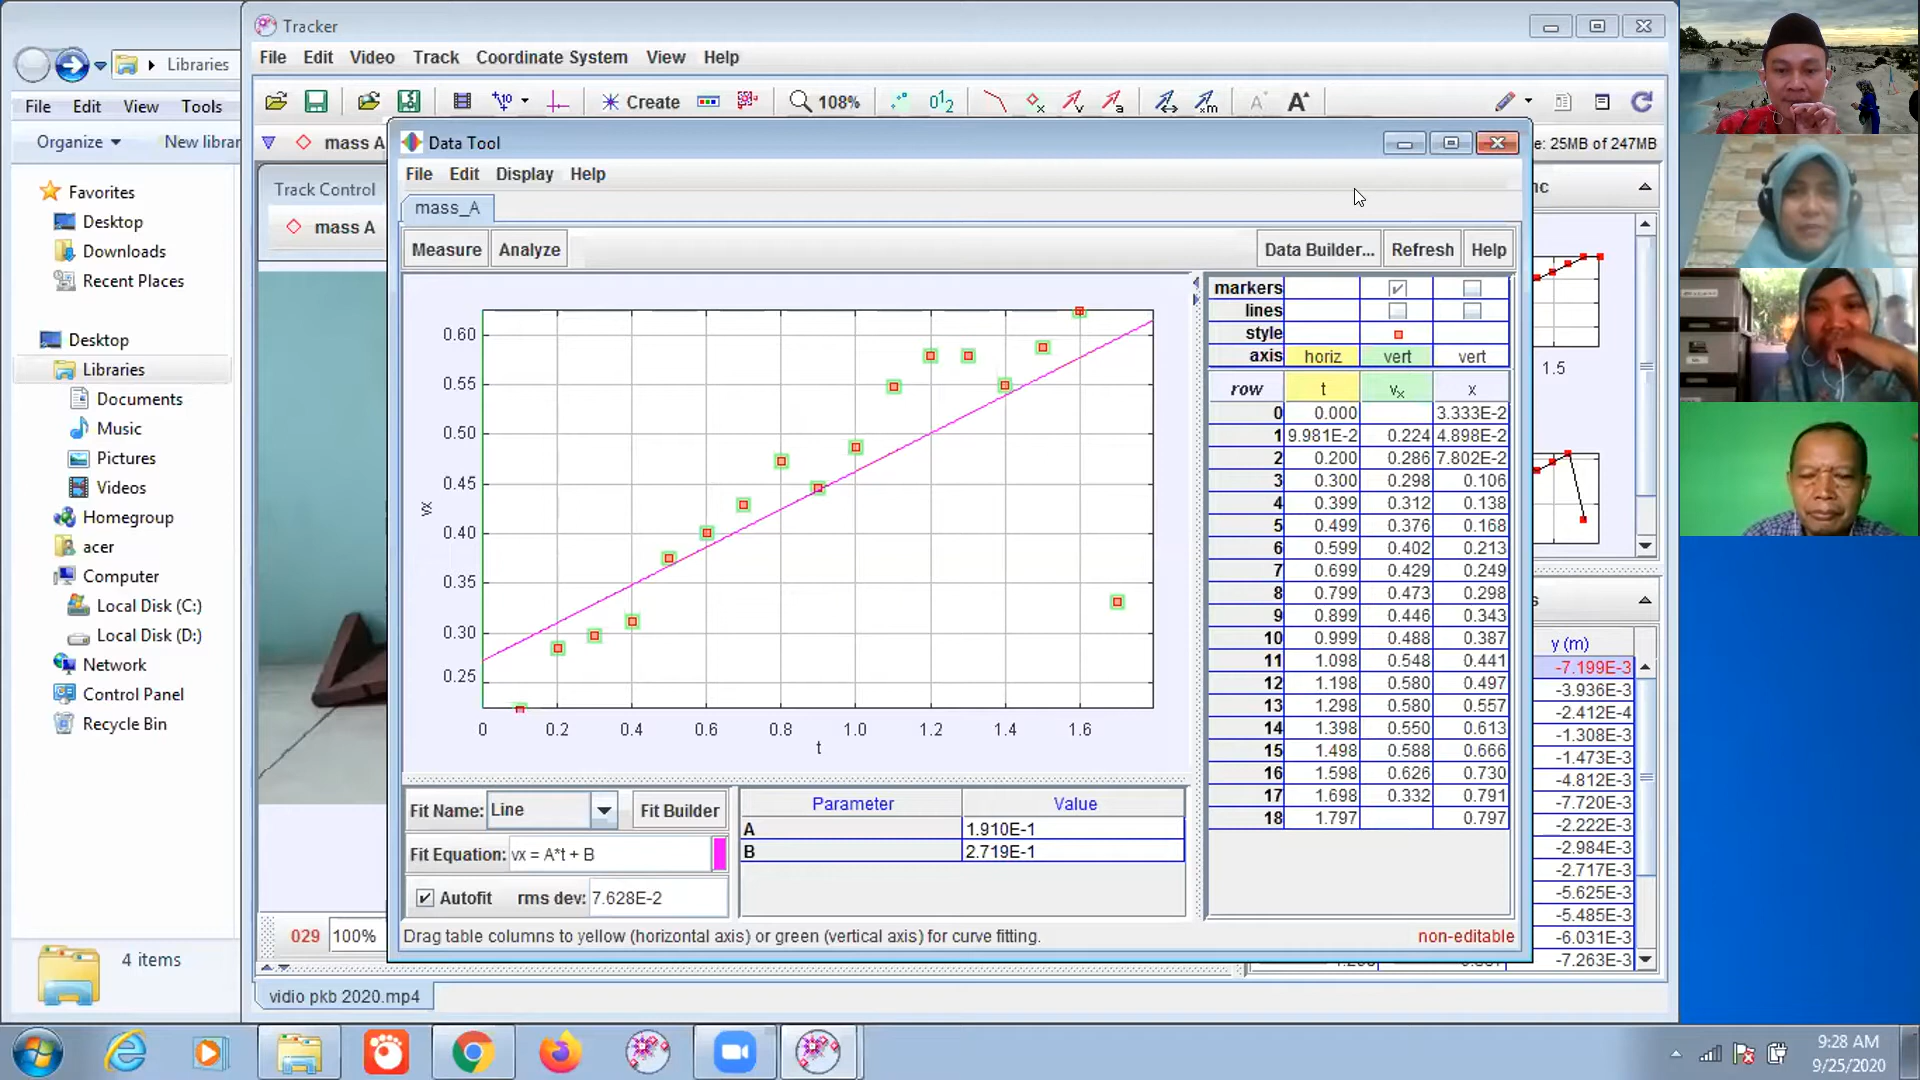 Tracker
File Edit Video Track Coordinate System View Help
Create 108%
Libraries
File Edit View Tools
Organize New librar
mass A
: 25MB of 247MB
Favorites
Desktop
Downloads
Recent Places
Desktop
Libraries
Documents
Music
Pictures
Videos
Homegroup
acer
Computer
Local Disk (C:)
Local Disk (D:)
Network
Control Panel
Recycle Bin
4 items
Track Control
mass A
Data Tool
File Edit Display Help
mass_A
Measure Analyze Data Builder... Refresh Help
0.60
0.55
0.50
0.45
0.40
0.35
0.30
0.25
vx
0 0.2 0.4 0.6 0.8 1.0 1.2 1.4 1.6
t
markers
lines
style
axis horiz vert vert
row t vx x
0 0.000 3.333E-2
1 9.981E-2 0.224 4.898E-2
2 0.200 0.286 7.802E-2
3 0.300 0.298 0.106
4 0.399 0.312 0.138
5 0.499 0.376 0.168
6 0.599 0.402 0.213
7 0.699 0.429 0.249
8 0.799 0.473 0.298
9 0.899 0.446 0.343
10 0.999 0.488 0.387
11 1.098 0.548 0.441
12 1.198 0.580 0.497
13 1.298 0.580 0.557
14 1.398 0.550 0.613
15 1.498 0.588 0.666
16 1.598 0.626 0.730
17 1.698 0.332 0.791
18 1.797 0.797
Fit Name: Line Fit Builder
Fit Equation: vx = A*t + B
Autofit rms dev: 7.628E-2
Parameter Value
A 1.910E-1
B 2.719E-1
Drag table columns to yellow (horizontal axis) or green (vertical axis) for curve fitting.
non-editable
1.5
y (m)
-7.199E-3
-3.936E-3
-2.412E-4
-1.308E-3
-1.473E-3
-4.812E-3
-7.720E-3
-2.222E-3
-2.984E-3
-2.717E-3
-5.625E-3
-5.485E-3
-6.031E-3
-7.263E-3
029 100%
vidio pkb 2020.mp4
9:28 AM
9/25/2020